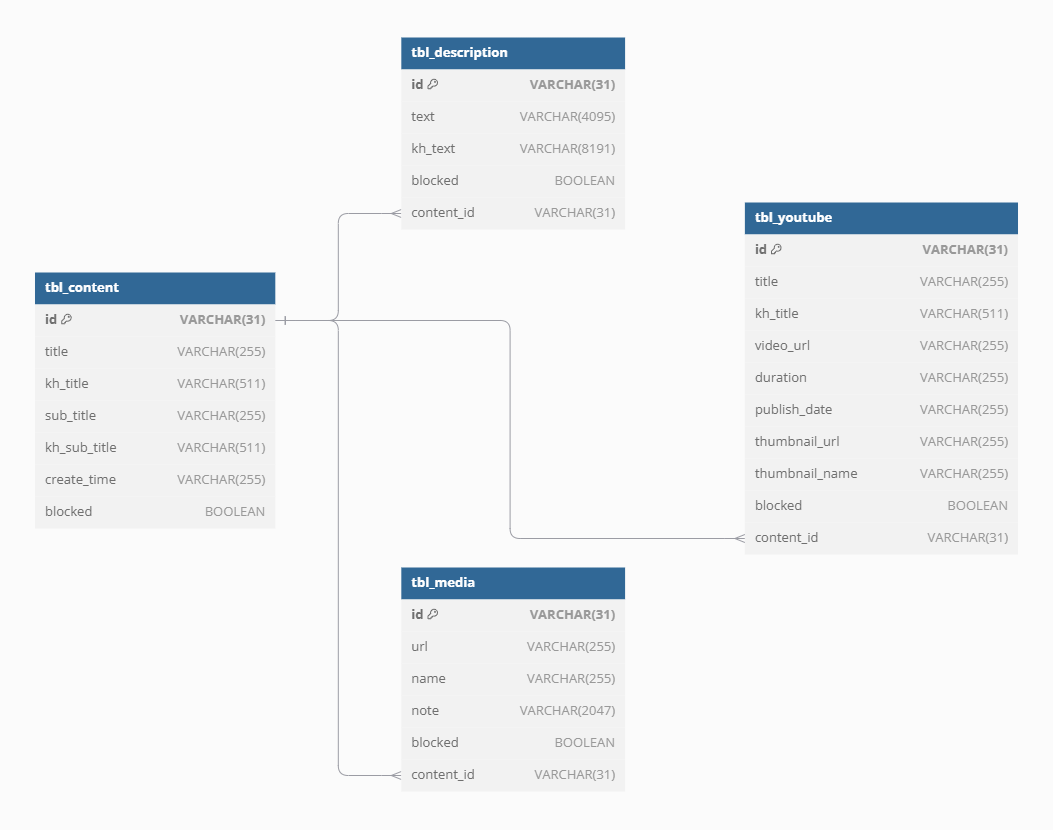 tbl_description
id VARCHAR(31)
text VARCHAR(4095)
kh_text VARCHAR(8191)
blocked BOOLEAN
content_id VARCHAR(31)
tbl_youtube
id VARCHAR(31)
title VARCHAR(255)
kh_title VARCHAR(511)
video_url VARCHAR(255)
duration VARCHAR(255)
publish_date VARCHAR(255)
thumbnail_url VARCHAR(255)
thumbnail_name VARCHAR(255)
blocked BOOLEAN
content_id VARCHAR(31)
tbl_content
id VARCHAR(31)
title VARCHAR(255)
kh_title VARCHAR(511)
sub_title VARCHAR(255)
kh_sub_title VARCHAR(511)
create_time VARCHAR(255)
blocked BOOLEAN
tbl_media
id VARCHAR(31)
url VARCHAR(255)
name VARCHAR(255)
note VARCHAR(2047)
blocked BOOLEAN
content_id VARCHAR(31)